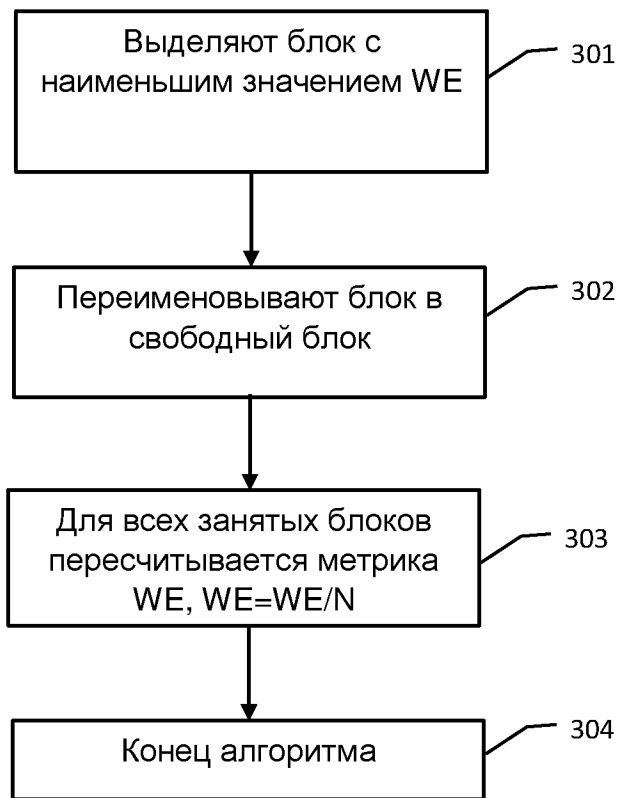 Выделяют блок с
наименьшим значением WE
301
Переименовывают блок в
свободный блок
302
Для всех занятых блоков
пересчитывается метрика
WE, WE=WE/N
303
Конец алгоритма
304